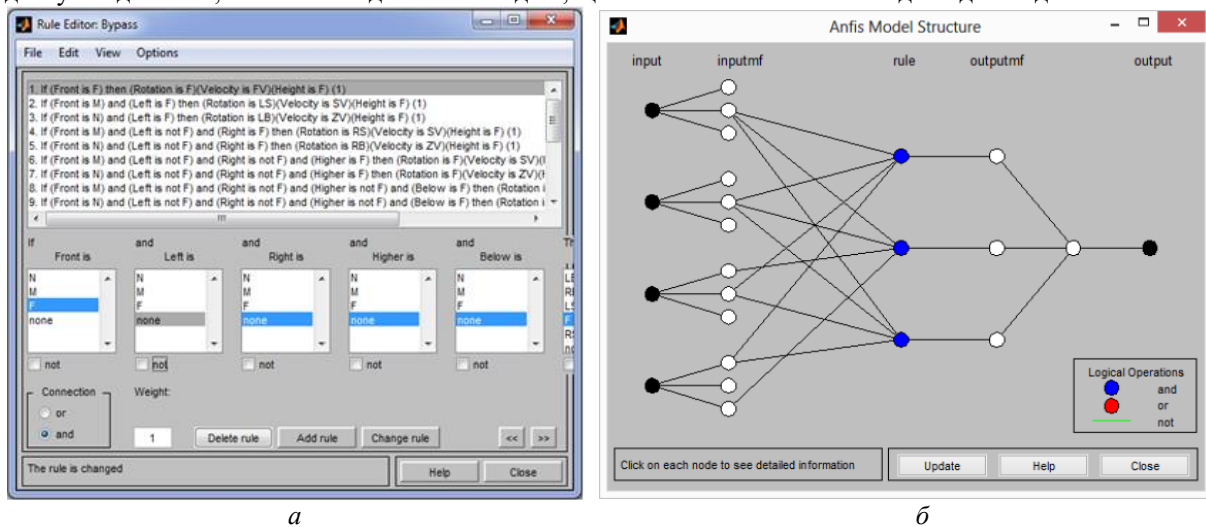 Rule Editor: Bypass
File Edit View Options
1. If (Front is F) then (Rotation is F)(Velocity is FV)(Height is F) (1)
2. If (Front is M) and (Left is F) then (Rotation is LS)(Velocity is SV)(Height is F) (1)
3. If (Front is N) and (Left is F) then (Rotation is LB)(Velocity is ZV)(Height is F) (1)
4. If (Front is M) and (Left is not F) and (Right is F) then (Rotation is RS)(Velocity is SV)(Height is F) (1)
5. If (Front is N) and (Left is not F) and (Right is F) then (Rotation is RB)(Velocity is ZV)(Height is F) (1)
6. If (Front is M) and (Left is not F) and (Right is not F) and (Higher is F) then (Rotation is F)(Velocity is SV)(
7. If (Front is N) and (Left is not F) and (Right is not F) and (Higher is F) then (Rotation is F)(Velocity is ZV)(
8. If (Front is M) and (Left is not F) and (Right is not F) and (Higher is not F) and (Below is F) then (Rotation i
9. If (Front is N) and (Left is not F) and (Right is not F) and (Higher is not F) and (Below is F) then (Rotation i
If and and and and Th
Front is Left is Right is Higher is Below is
N N N N N
M M M M M
F F F F F
none none none none none
not not not not not
Connection Weight:
or
and 1 Delete rule Add rule Change rule << >>
The rule is changed Help Close
а
Anfis Model Structure
input inputmf rule outputmf output
Logical Operations
and
or
not
Click on each node to see detailed information Update Help Close
б